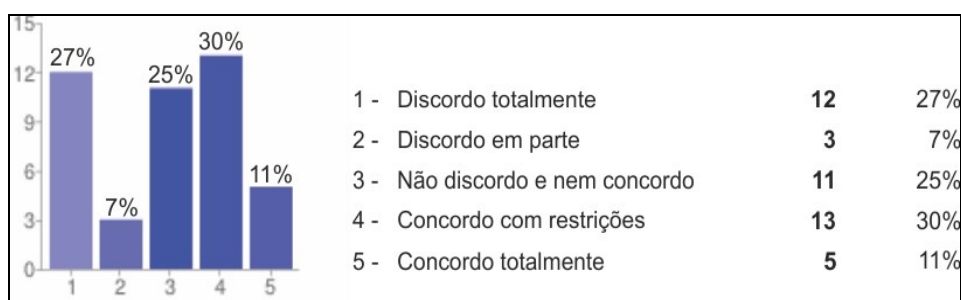 15
12
9
6
3
0
27%
7%
25%
30%
11%
1 2 3 4 5
1 - Discordo totalmente 12 27%
2 - Discordo em parte 3 7%
3 - Não discordo e nem concordo 11 25%
4 - Concordo com restrições 13 30%
5 - Concordo totalmente 5 11%